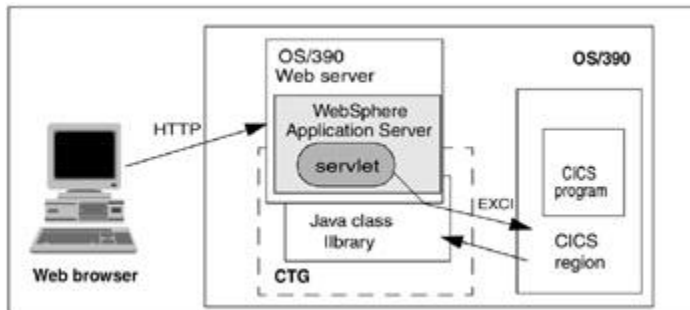 OS/390
Web server
OS/390
WebSphere
Application Server
HTTP
servlet
CICS
program
EXCI
Java class
library
CICS
region
Web browser
CTG